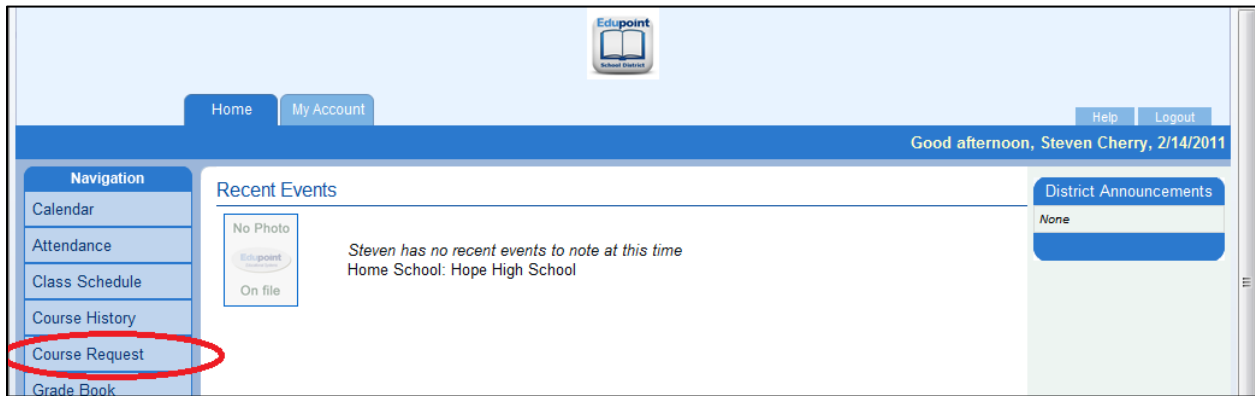 Edupoint
School District
Home
My Account
Help
Logout
Good afternoon, Steven Cherry, 2/14/2011
Navigation
Calendar
Attendance
Class Schedule
Course History
Course Request
Grade Book
Recent Events
No Photo
Edupoint
On file
Steven has no recent events to note at this time
Home School: Hope High School
District Announcements
None